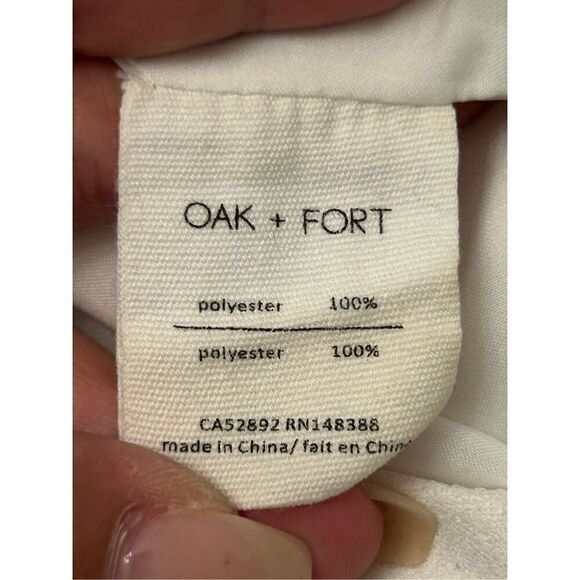 OAK + FORT
polyester 100%
polyester 100%
CA52892 RN148388
made in China/ fait en Chin